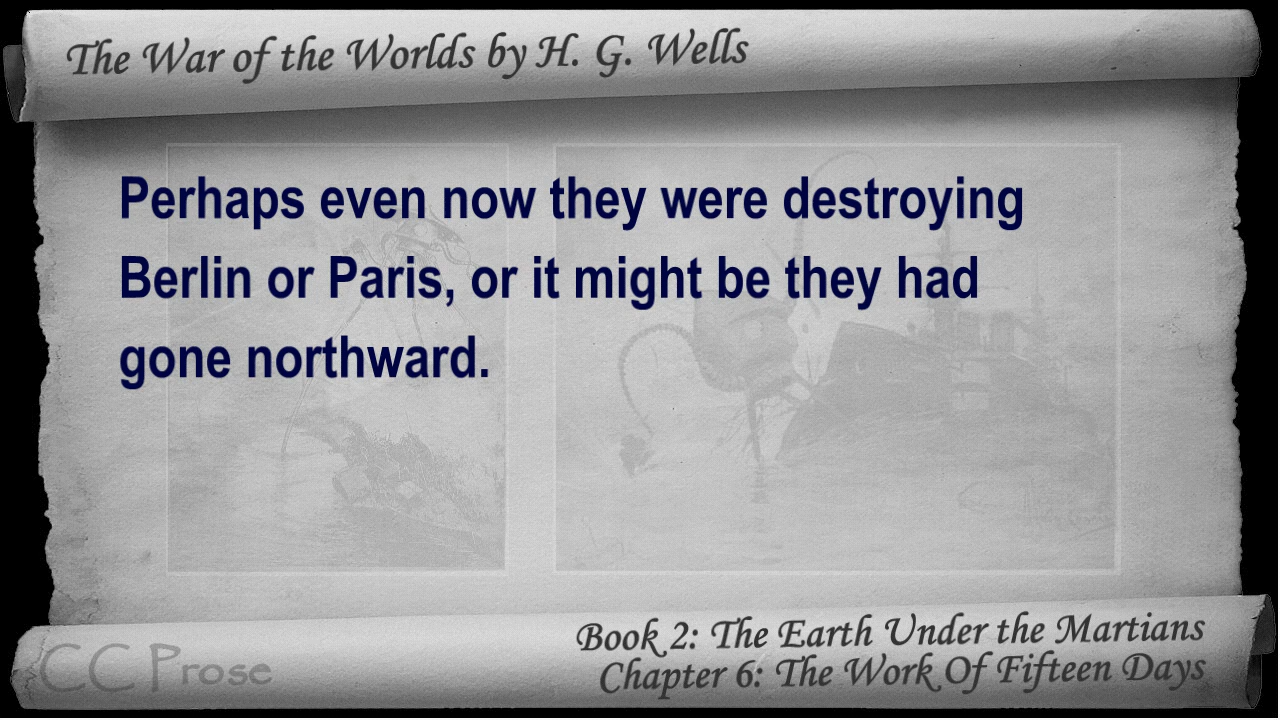 The War of the Worlds by H. G. Wells
Perhaps even now they were destroying
Berlin or Paris, or it might be they had
gone northward.
Book 2: The Earth Under the Martians
Chapter 6: The Work Of Fifteen Days
CC Prose